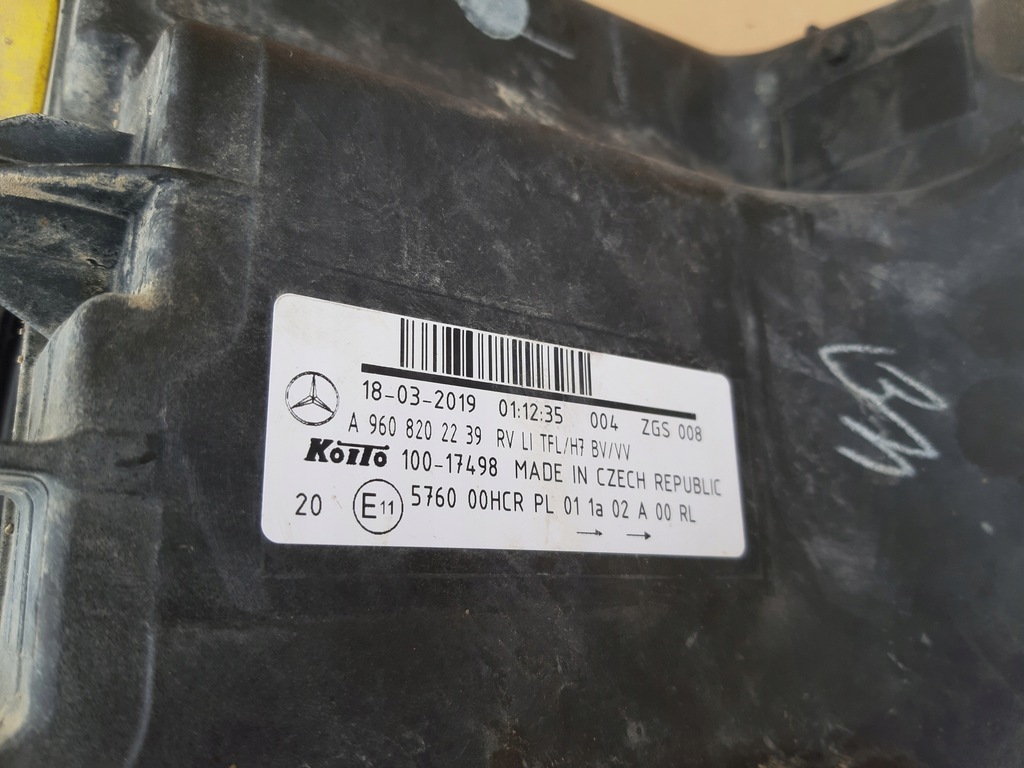 18-03-2019 01:12:35 004 ZGS 008
A 960 820 22 39 RV LI TFL/H7 BV/VV
KOITO 100-17498 MADE IN CZECH REPUBLIC
20 E11 5760 00HCR PL 01 1a 02 A 00 RL
→ →